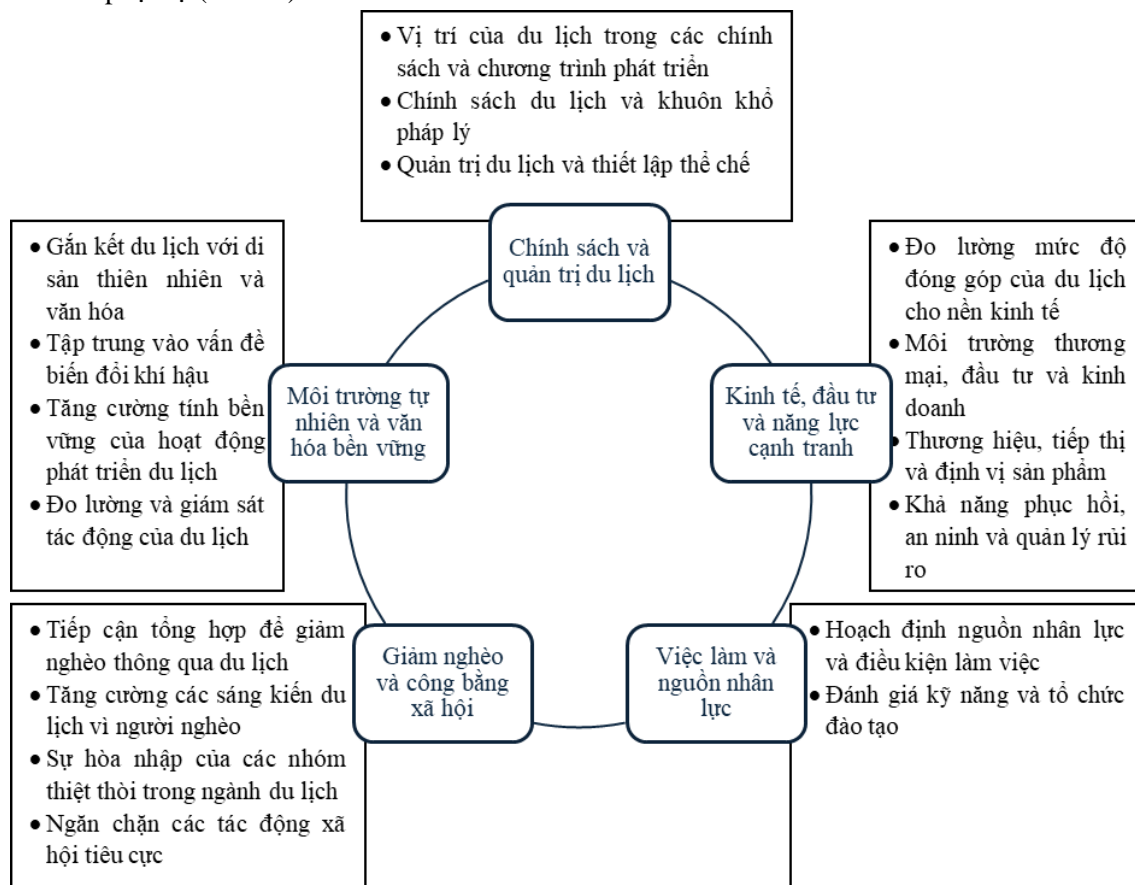 • Vị trí của du lịch trong các chính
sách và chương trình phát triển
• Chính sách du lịch và khuôn khổ
pháp lý
• Quản trị du lịch và thiết lập thể chế
Chính sách và
quản trị du lịch
• Gắn kết du lịch với di
sản thiên nhiên và
văn hóa
• Tập trung vào vấn đề
biến đổi khí hậu
• Tăng cường tính bền
vững của hoạt động
phát triển du lịch
• Đo lường và giám sát
tác động của du lịch
Môi trường tự
nhiên và văn
hóa bền vững
Kinh tế, đầu tư
và năng lực
cạnh tranh
• Đo lường mức độ
đóng góp của du lịch
cho nền kinh tế
• Môi trường thương
mại, đầu tư và kinh
doanh
• Thương hiệu, tiếp thị
và định vị sản phẩm
• Khả năng phục hồi,
an ninh và quản lý rủi
ro
• Tiếp cận tổng hợp để giảm
nghèo thông qua du lịch
• Tăng cường các sáng kiến du
lịch vì người nghèo
• Sự hòa nhập của các nhóm
thiệt thòi trong ngành du lịch
• Ngăn chặn các tác động xã
hội tiêu cực
Giảm nghèo
và công bằng
xã hội
Việc làm và
nguồn nhân
lực
• Hoạch định nguồn nhân lực
và điều kiện làm việc
• Đánh giá kỹ năng và tổ chức
đào tạo